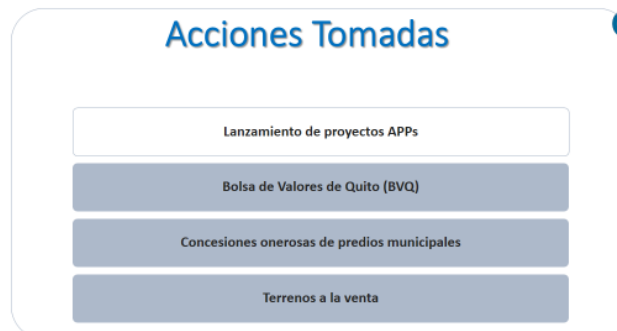 Acciones Tomadas
Lanzamiento de proyectos APPs
Bolsa de Valores de Quito (BVQ)
Concesiones onerosas de predios municipales
Terrenos a la venta